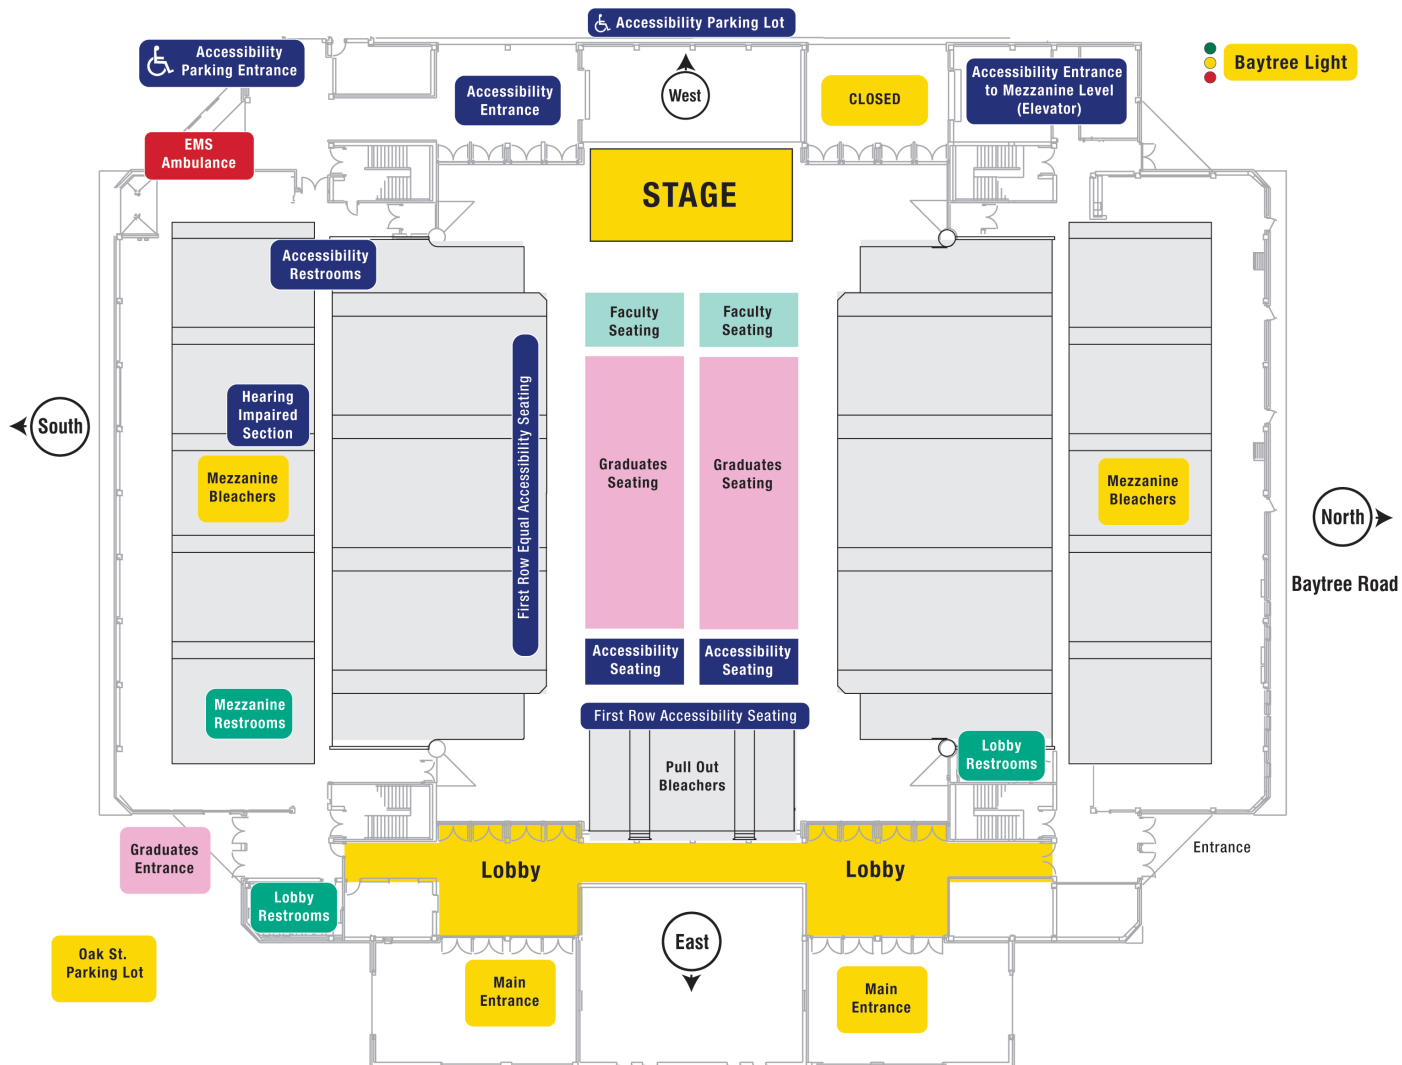 Accessibility Parking Lot
Accessibility
Parking Entrance
Baytree Light
Accessibility
Entrance
West
CLOSED
Accessibility Entrance
to Mezzanine Level
(Elevator)
EMS
Ambulance
STAGE
Accessibility
Restrooms
Faculty
Seating
Faculty
Seating
Hearing
Impaired
Section
South
First Row Equal Accessibility Seating
Graduates
Seating
Graduates
Seating
Mezzanine
Bleachers
Mezzanine
Bleachers
North
Baytree Road
Accessibility
Seating
Accessibility
Seating
Mezzanine
Restrooms
First Row Accessibility Seating
Lobby
Restrooms
Pull Out
Bleachers
Graduates
Entrance
Lobby
Lobby
Entrance
Lobby
Restrooms
East
Oak St.
Parking Lot
Main
Entrance
Main
Entrance